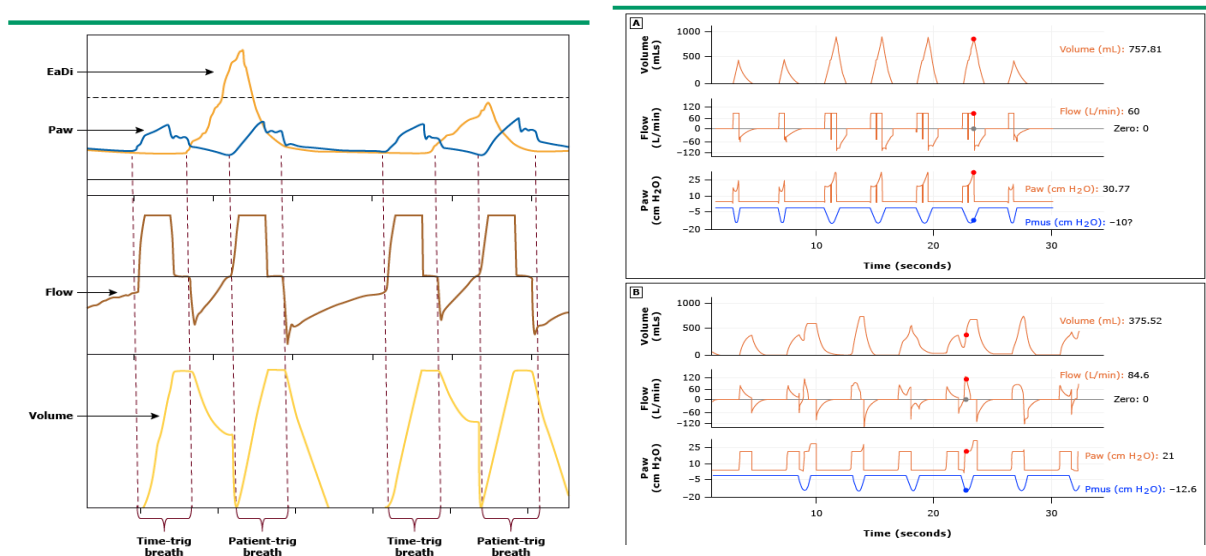 EaDi
Paw
Flow
Volume
Time-trig
breath
Patient-trig
breath
Time-trig
breath
Patient-trig
breath
A
Volume
(mLs)
1000
500
0
Volume (mL): 757.81
Flow
(L/min)
120
60
0
-60
-120
Flow (L/min): 60
Zero: 0
Paw
(cm H2O)
25
10
-5
-20
Paw (cm H2O): 30.77
Pmus (cm H2O): -10?
10
20
30
Time (seconds)
B
Volume
(mLs)
1000
500
0
Volume (mL): 375.52
Flow
(L/min)
120
60
0
-60
-120
Flow (L/min): 84.6
Zero: 0
Paw
(cm H2O)
25
10
-5
-20
Paw (cm H2O): 21
Pmus (cm H2O): -12.6
10
20
30
Time (seconds)